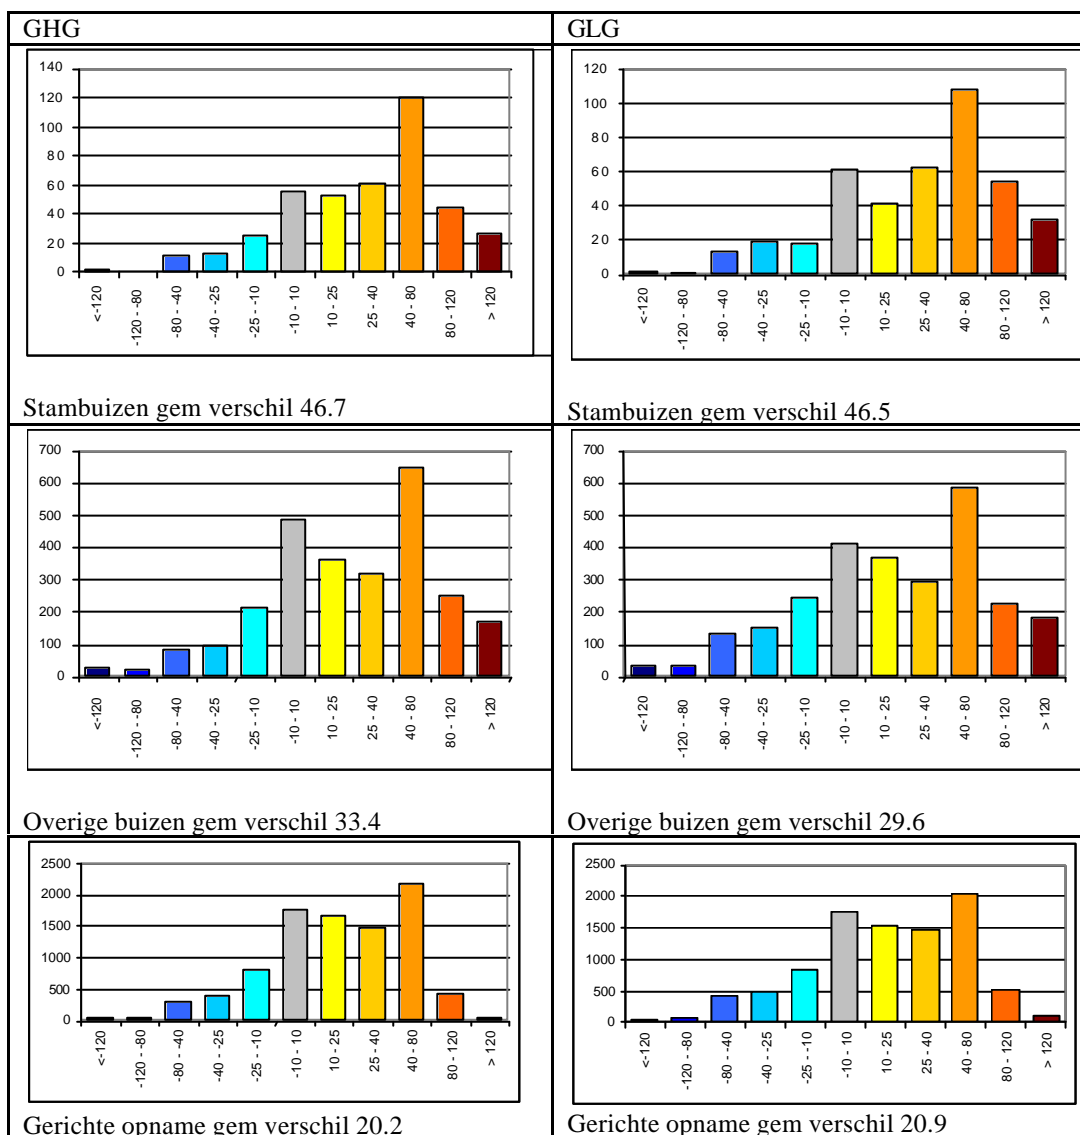 GHG
GLG
140
120
100
80
60
40
20
0
<-120
-120 - -80
-80 - -40
-40 - -25
-25 - -10
-10 - 10
10 - 25
25 - 40
40 - 80
80 - 120
> 120
Stambuizen gem verschil 46.7
120
100
80
60
40
20
0
<-120
-120 - -80
-80 - -40
-40 - -25
-25 - -10
-10 - 10
10 - 25
25 - 40
40 - 80
80 - 120
> 120
Stambuizen gem verschil 46.5
700
600
500
400
300
200
100
0
<-120
-120 - -80
-80 - -40
-40 - -25
-25 - -10
-10 - 10
10 - 25
25 - 40
40 - 80
80 - 120
> 120
Overige buizen gem verschil 33.4
700
600
500
400
300
200
100
0
<-120
-120 - -80
-80 - -40
-40 - -25
-25 - -10
-10 - 10
10 - 25
25 - 40
40 - 80
80 - 120
> 120
Overige buizen gem verschil 29.6
2500
2000
1500
1000
500
0
<-120
-120 - -80
-80 - -40
-40 - -25
-25 - -10
-10 - 10
10 - 25
25 - 40
40 - 80
80 - 120
> 120
Gerichte opname gem verschil 20.2
2500
2000
1500
1000
500
0
<-120
-120 - -80
-80 - -40
-40 - -25
-25 - -10
-10 - 10
10 - 25
25 - 40
40 - 80
80 - 120
> 120
Gerichte opname gem verschil 20.9